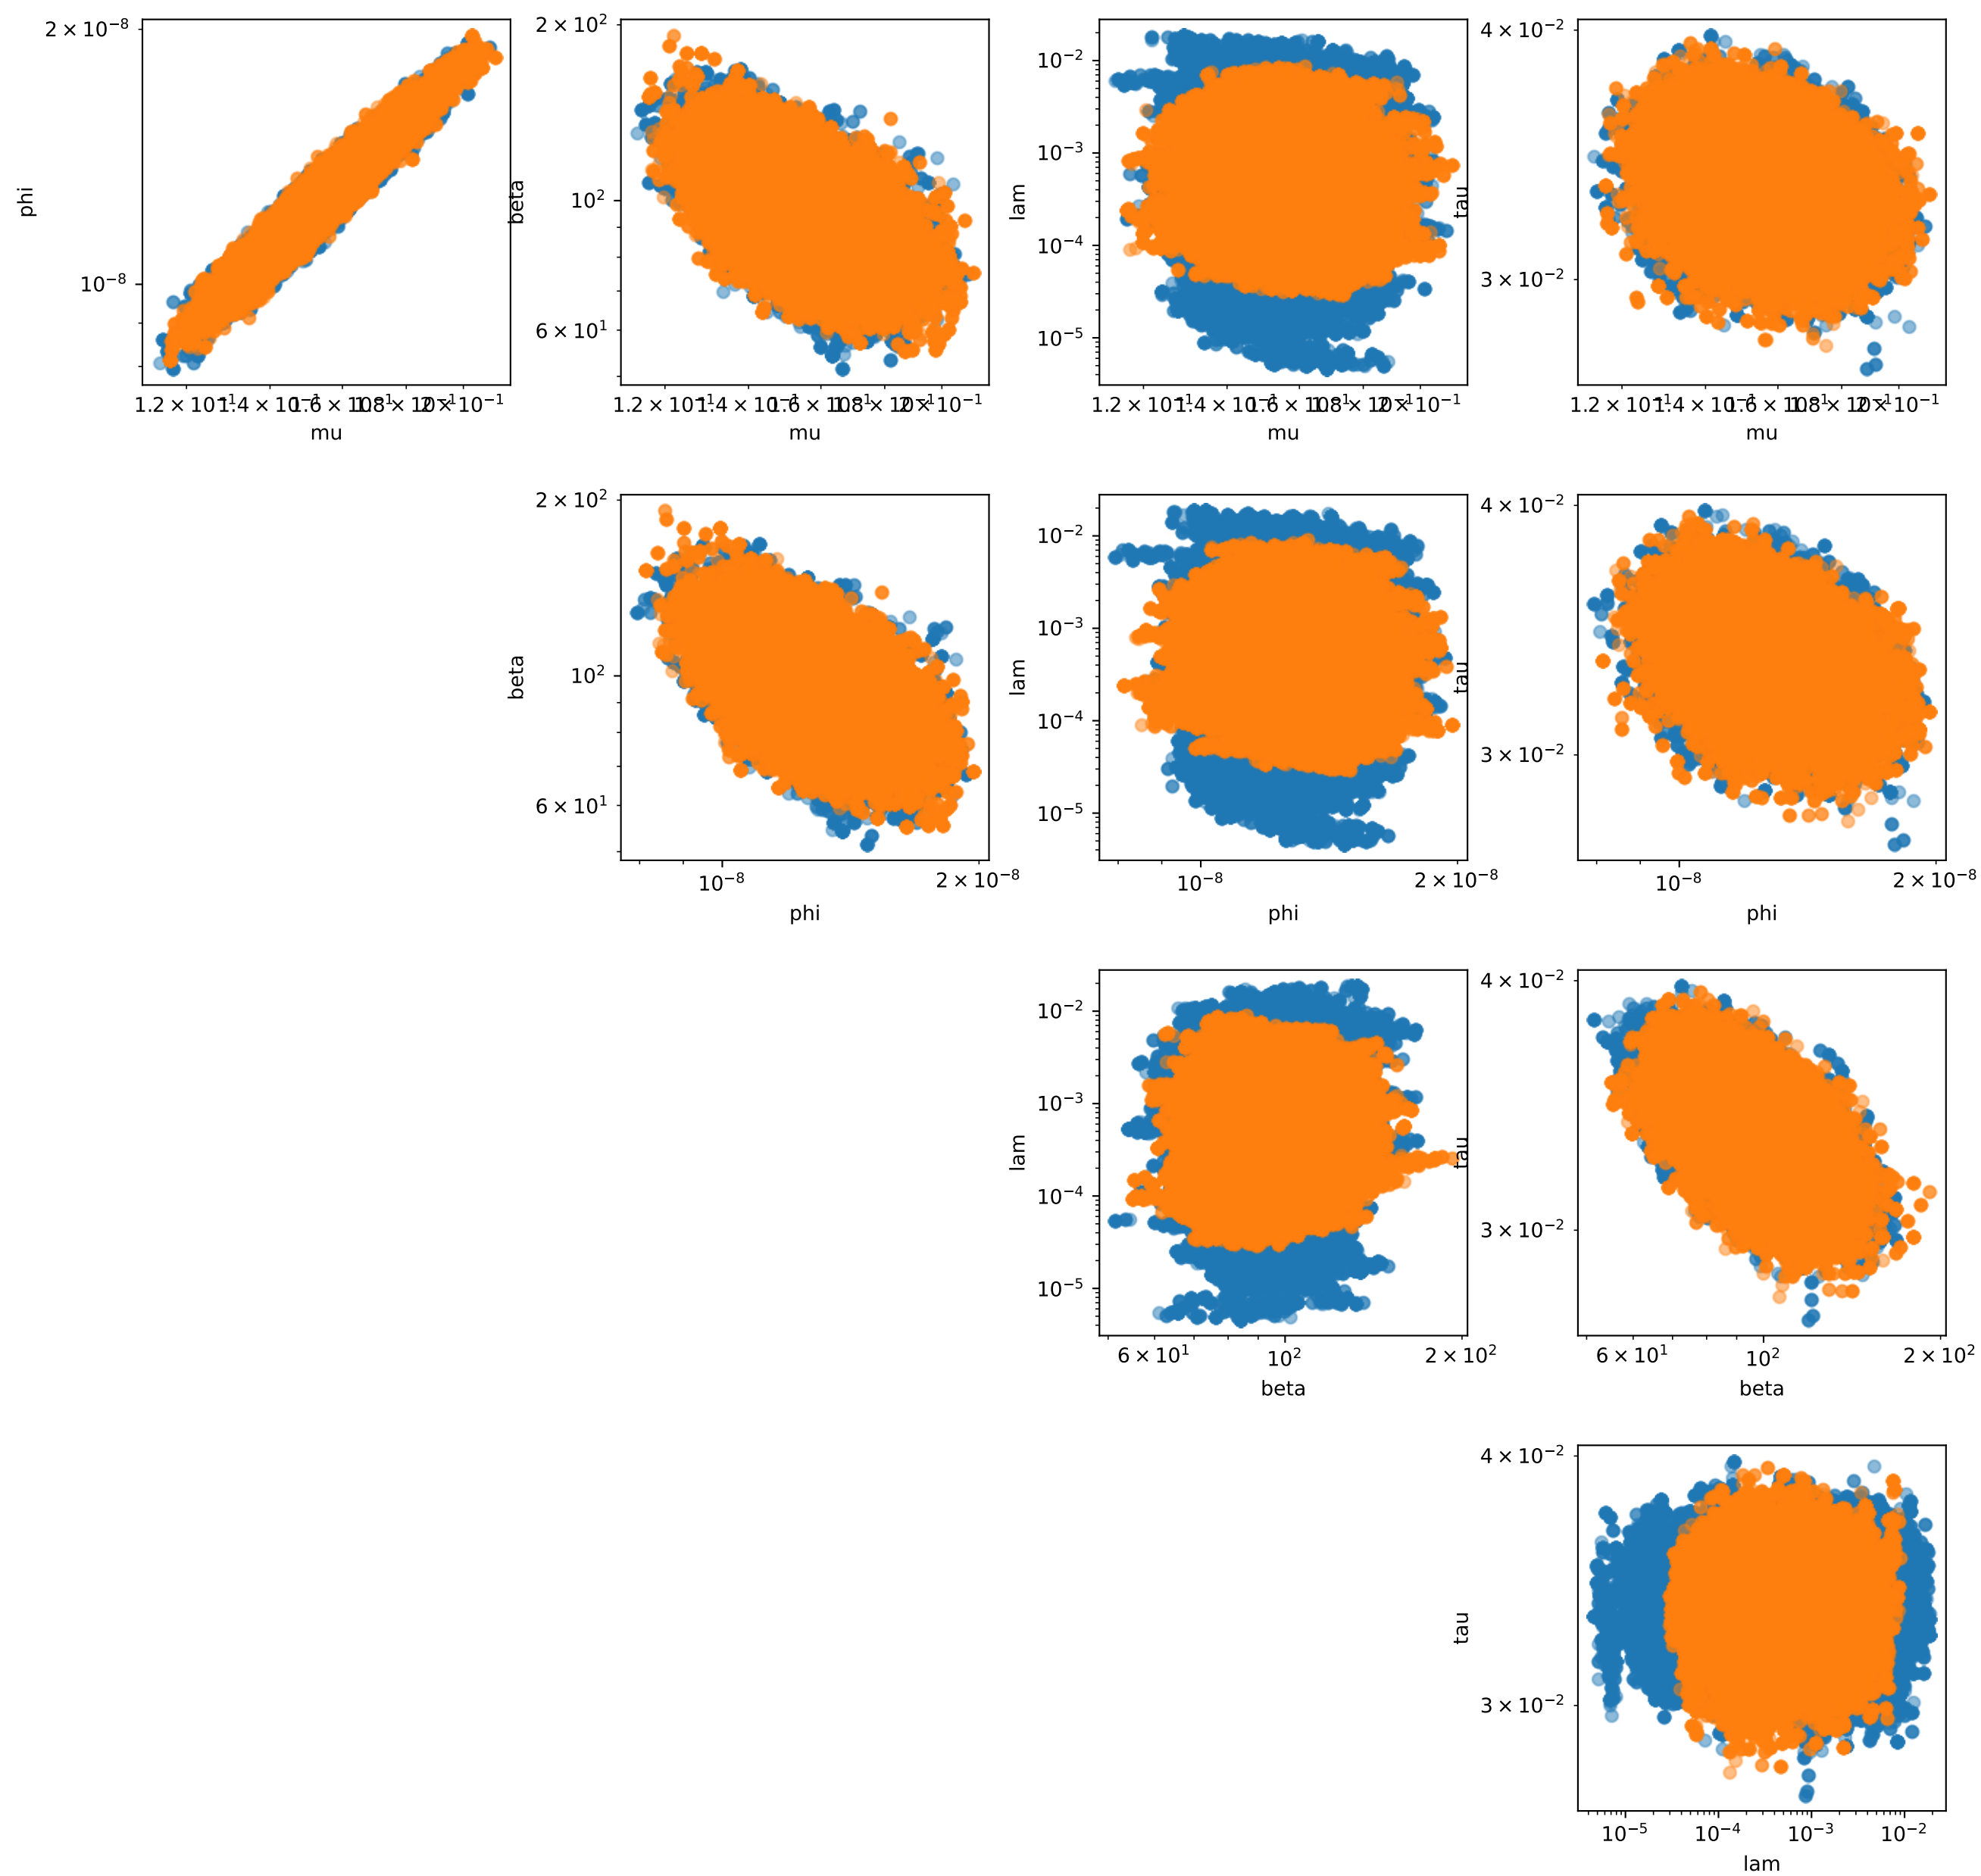 2 × 10⁻⁸
10⁻⁸
phi
mu
2 × 10²
10²
6 × 10¹
beta
mu
10⁻²
10⁻³
10⁻⁴
10⁻⁵
lam
mu
4 × 10⁻²
3 × 10⁻²
tau
mu
2 × 10²
10²
6 × 10¹
beta
10⁻⁸ 2 × 10⁻⁸
phi
10⁻²
10⁻³
10⁻⁴
10⁻⁵
lam
10⁻⁸ 2 × 10⁻⁸
phi
4 × 10⁻²
3 × 10⁻²
tau
10⁻⁸ 2 × 10⁻⁸
phi
10⁻²
10⁻³
10⁻⁴
10⁻⁵
lam
6 × 10¹ 10² 2 × 10²
beta
4 × 10⁻²
3 × 10⁻²
tau
6 × 10¹ 10² 2 × 10²
beta
4 × 10⁻²
3 × 10⁻²
tau
10⁻⁵ 10⁻⁴ 10⁻³ 10⁻²
lam